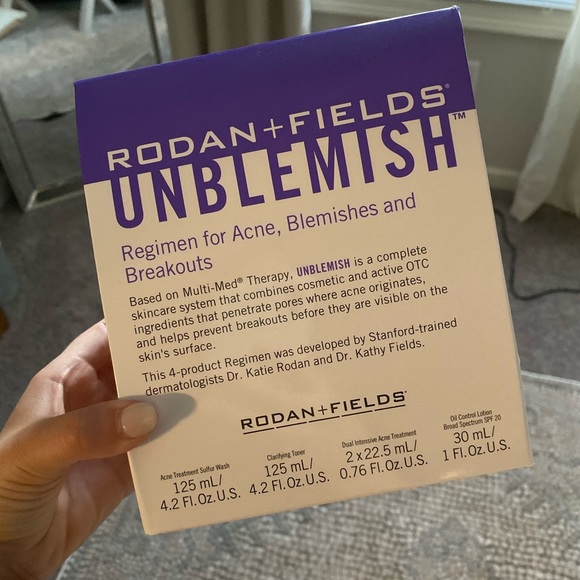 RODAN+FIELDS®
UNBLEMISH™
Regimen for Acne, Blemishes and
Breakouts
Based on Multi-Med® Therapy, UNBLEMISH is a complete
skincare system that combines cosmetic and active OTC
ingredients that penetrate pores where acne originates,
and helps prevent breakouts before they are visible on the
skin's surface.
This 4-product Regimen was developed by Stanford-trained
dermatologists Dr. Katie Rodan and Dr. Kathy Fields.
RODAN+FIELDS®
Acne Treatment Sulfur Wash
125 mL/
4.2 Fl.Oz.U.S.
Clarifying Toner
125 mL/
4.2 Fl.Oz.U.S.
Dual Intensive Acne Treatment
2 x 22.5 mL/
0.76 Fl.Oz.U.S.
Oil Control Lotion
Broad Spectrum SPF 20
30 mL/
1 Fl.Oz.U.S.